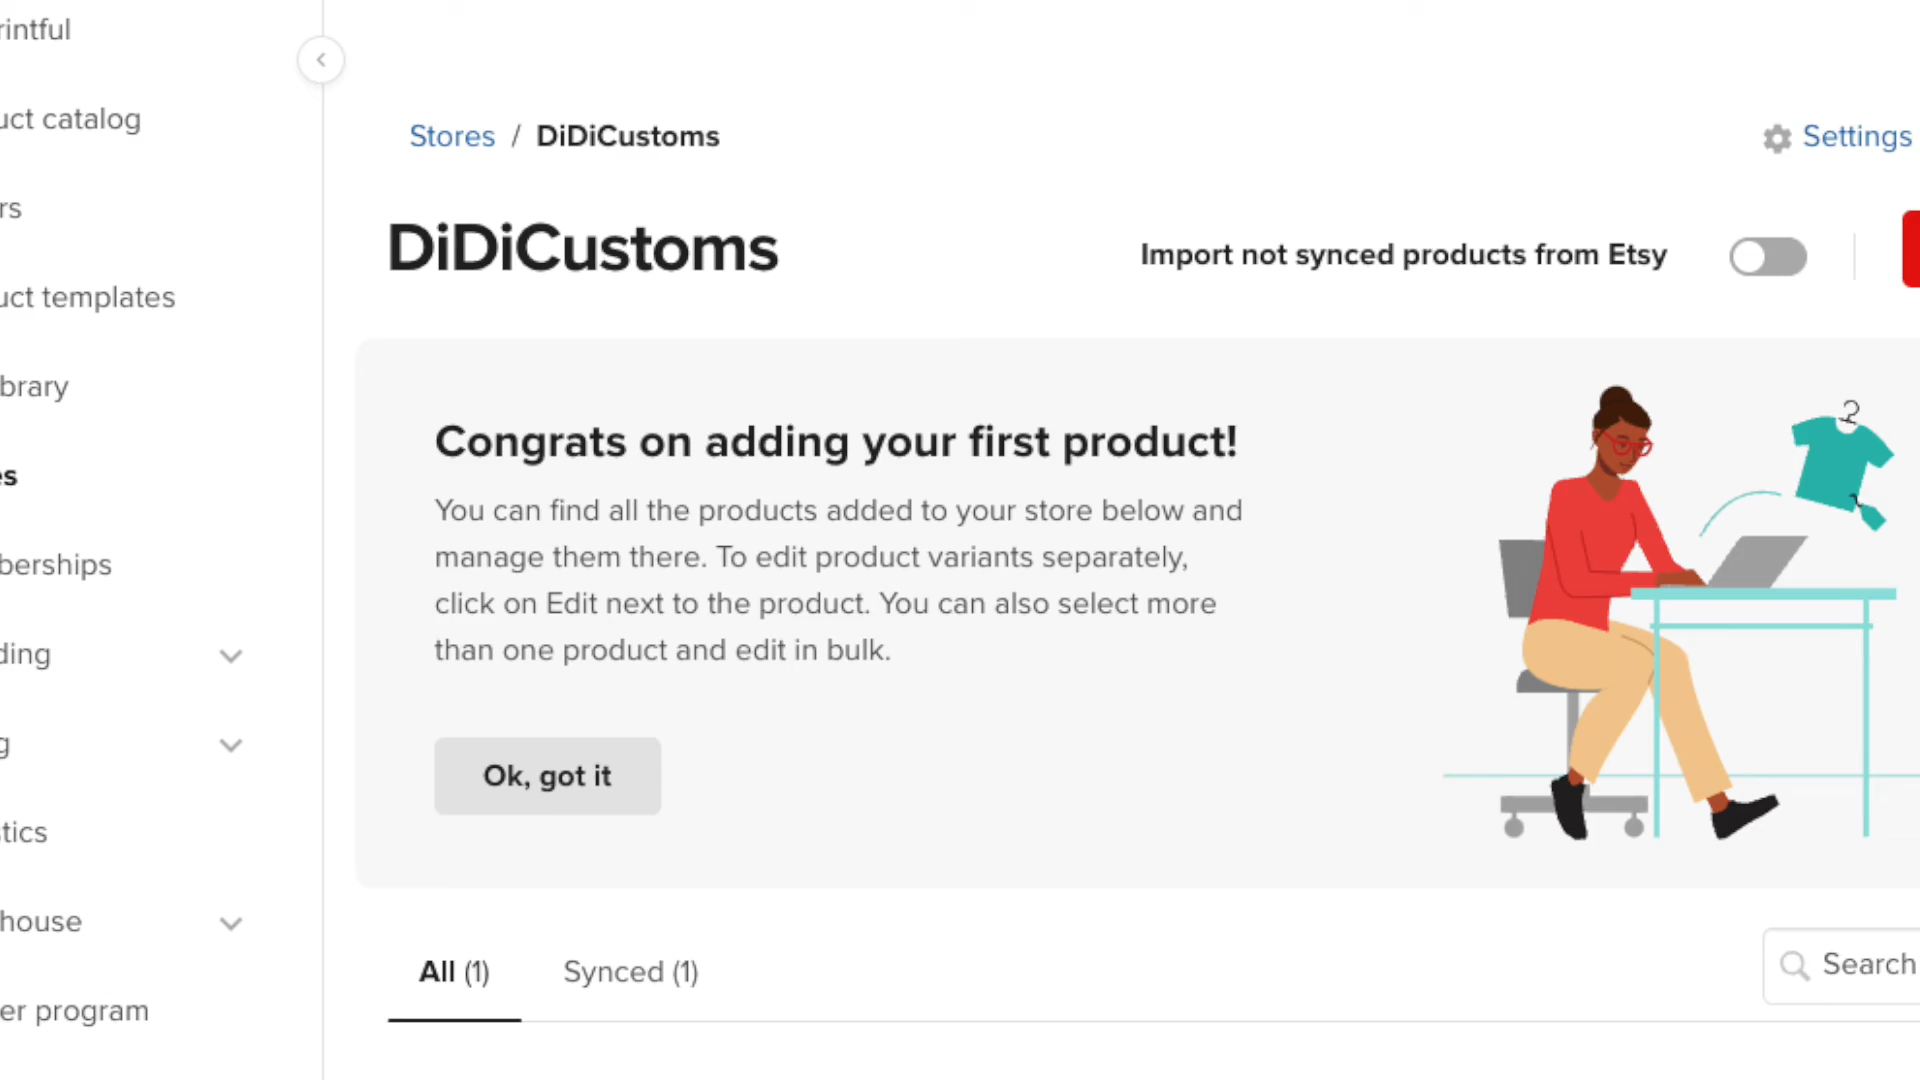 rintful
uct catalog
rs
uct templates
brary
es
berships
ding
g
tics
house
er program
Stores / DiDiCustoms
Settings
DiDiCustoms
Import not synced products from Etsy
Congrats on adding your first product!
You can find all the products added to your store below and
manage them there. To edit product variants separately,
click on Edit next to the product. You can also select more
than one product and edit in bulk.
Ok, got it
All (1)
Synced (1)
Search